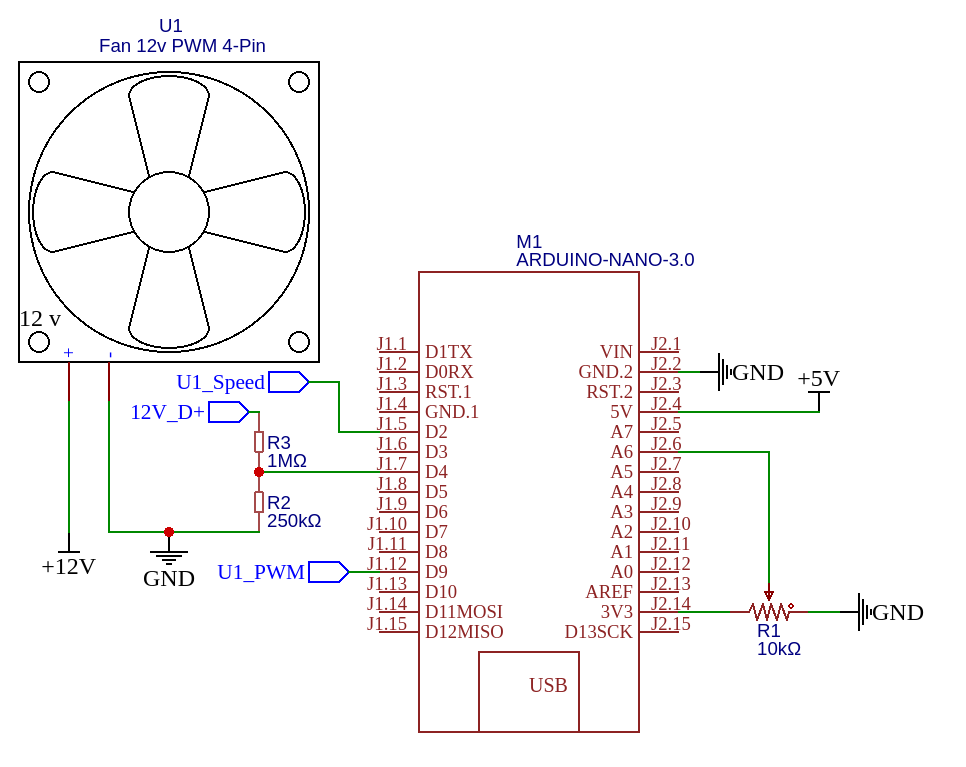 U1
Fan 12v PWM 4-Pin
12 v
+ -
M1
ARDUINO-NANO-3.0
J1.1 D1TX VIN J2.1
J1.2 D0RX GND.2 J2.2 GND
J1.3 RST.1 RST.2 J2.3
J1.4 GND.1 5V J2.4 +5V
J1.5 D2 A7 J2.5
J1.6 D3 A6 J2.6
J1.7 D4 A5 J2.7
J1.8 D5 A4 J2.8
J1.9 D6 A3 J2.9
J1.10 D7 A2 J2.10
J1.11 D8 A1 J2.11
J1.12 D9 A0 J2.12
J1.13 D10 AREF J2.13
J1.14 D11MOSI 3V3 J2.14
J1.15 D12MISO D13SCK J2.15
USB
U1_Speed
12V_D+
R3
1MΩ
R2
250kΩ
+12V
GND
U1_PWM
R1
10kΩ
GND